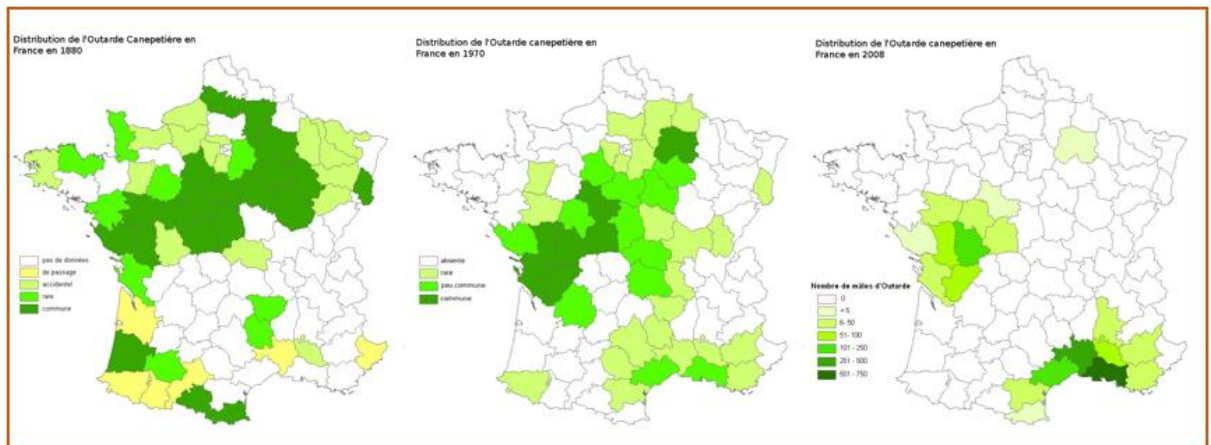 Distribution de l'Outarde Canepetière en
France en 1880
pas de données
de passage
accidentel
rare
commune
Distribution de l'Outarde canepetière en
France en 1970
absente
rare
peu commune
commune
Distribution de l'Outarde canepetière en
France en 2008
Nombre de mâles d'Outarde
0
< 5
6- 50
51- 100
101 - 250
251 - 500
501 - 750